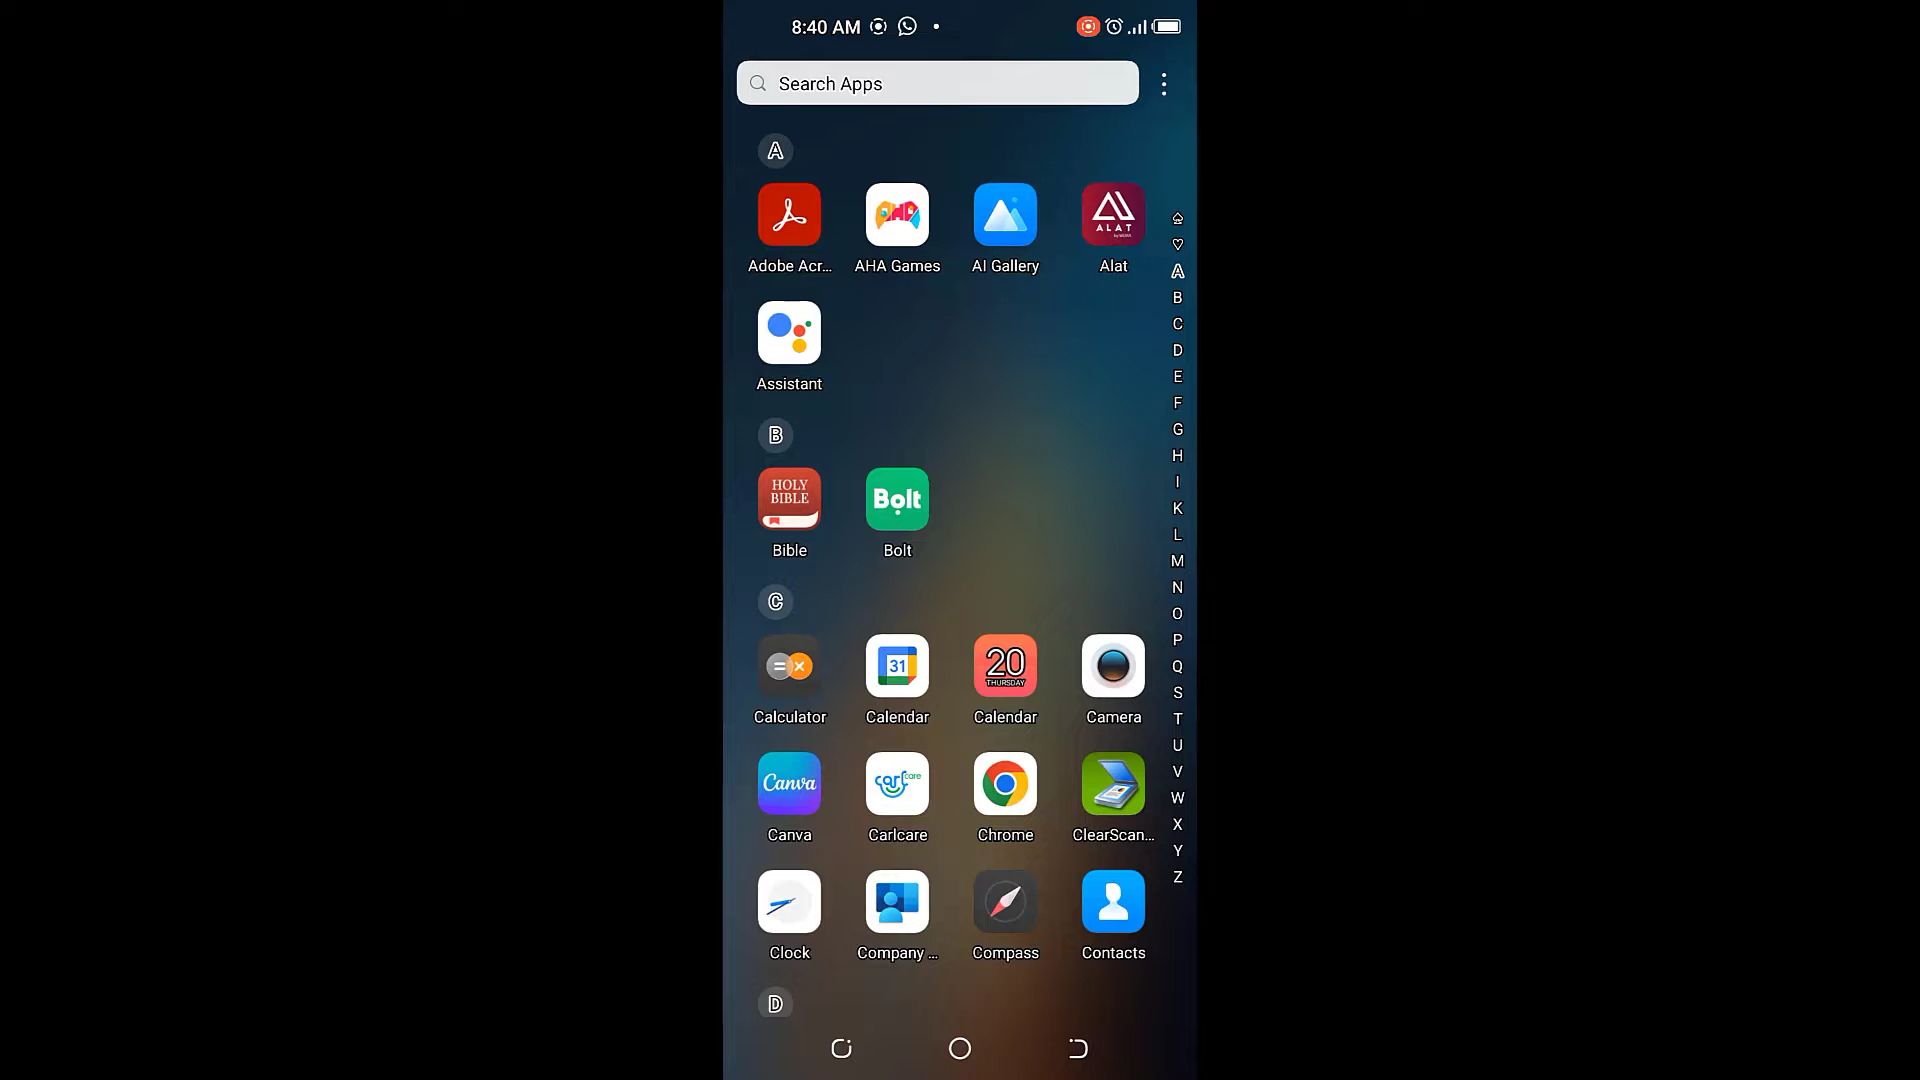 8:40 AM
Search Apps
A
ALAT
Adobe Acr...
AHA Games
AI Gallery
Alat
Assistant
B
HOLY
BIBLE
Bolt
Bible
Bolt
C
31
20
THURSDAY
Calculator
Calendar
Calendar
Camera
Canva
carlcare
Canva
Carlcare
Chrome
ClearScan...
Clock
Company ...
Compass
Contacts
D
A
B
C
D
E
F
G
H
I
K
L
M
N
O
P
Q
S
T
U
V
W
X
Y
Z